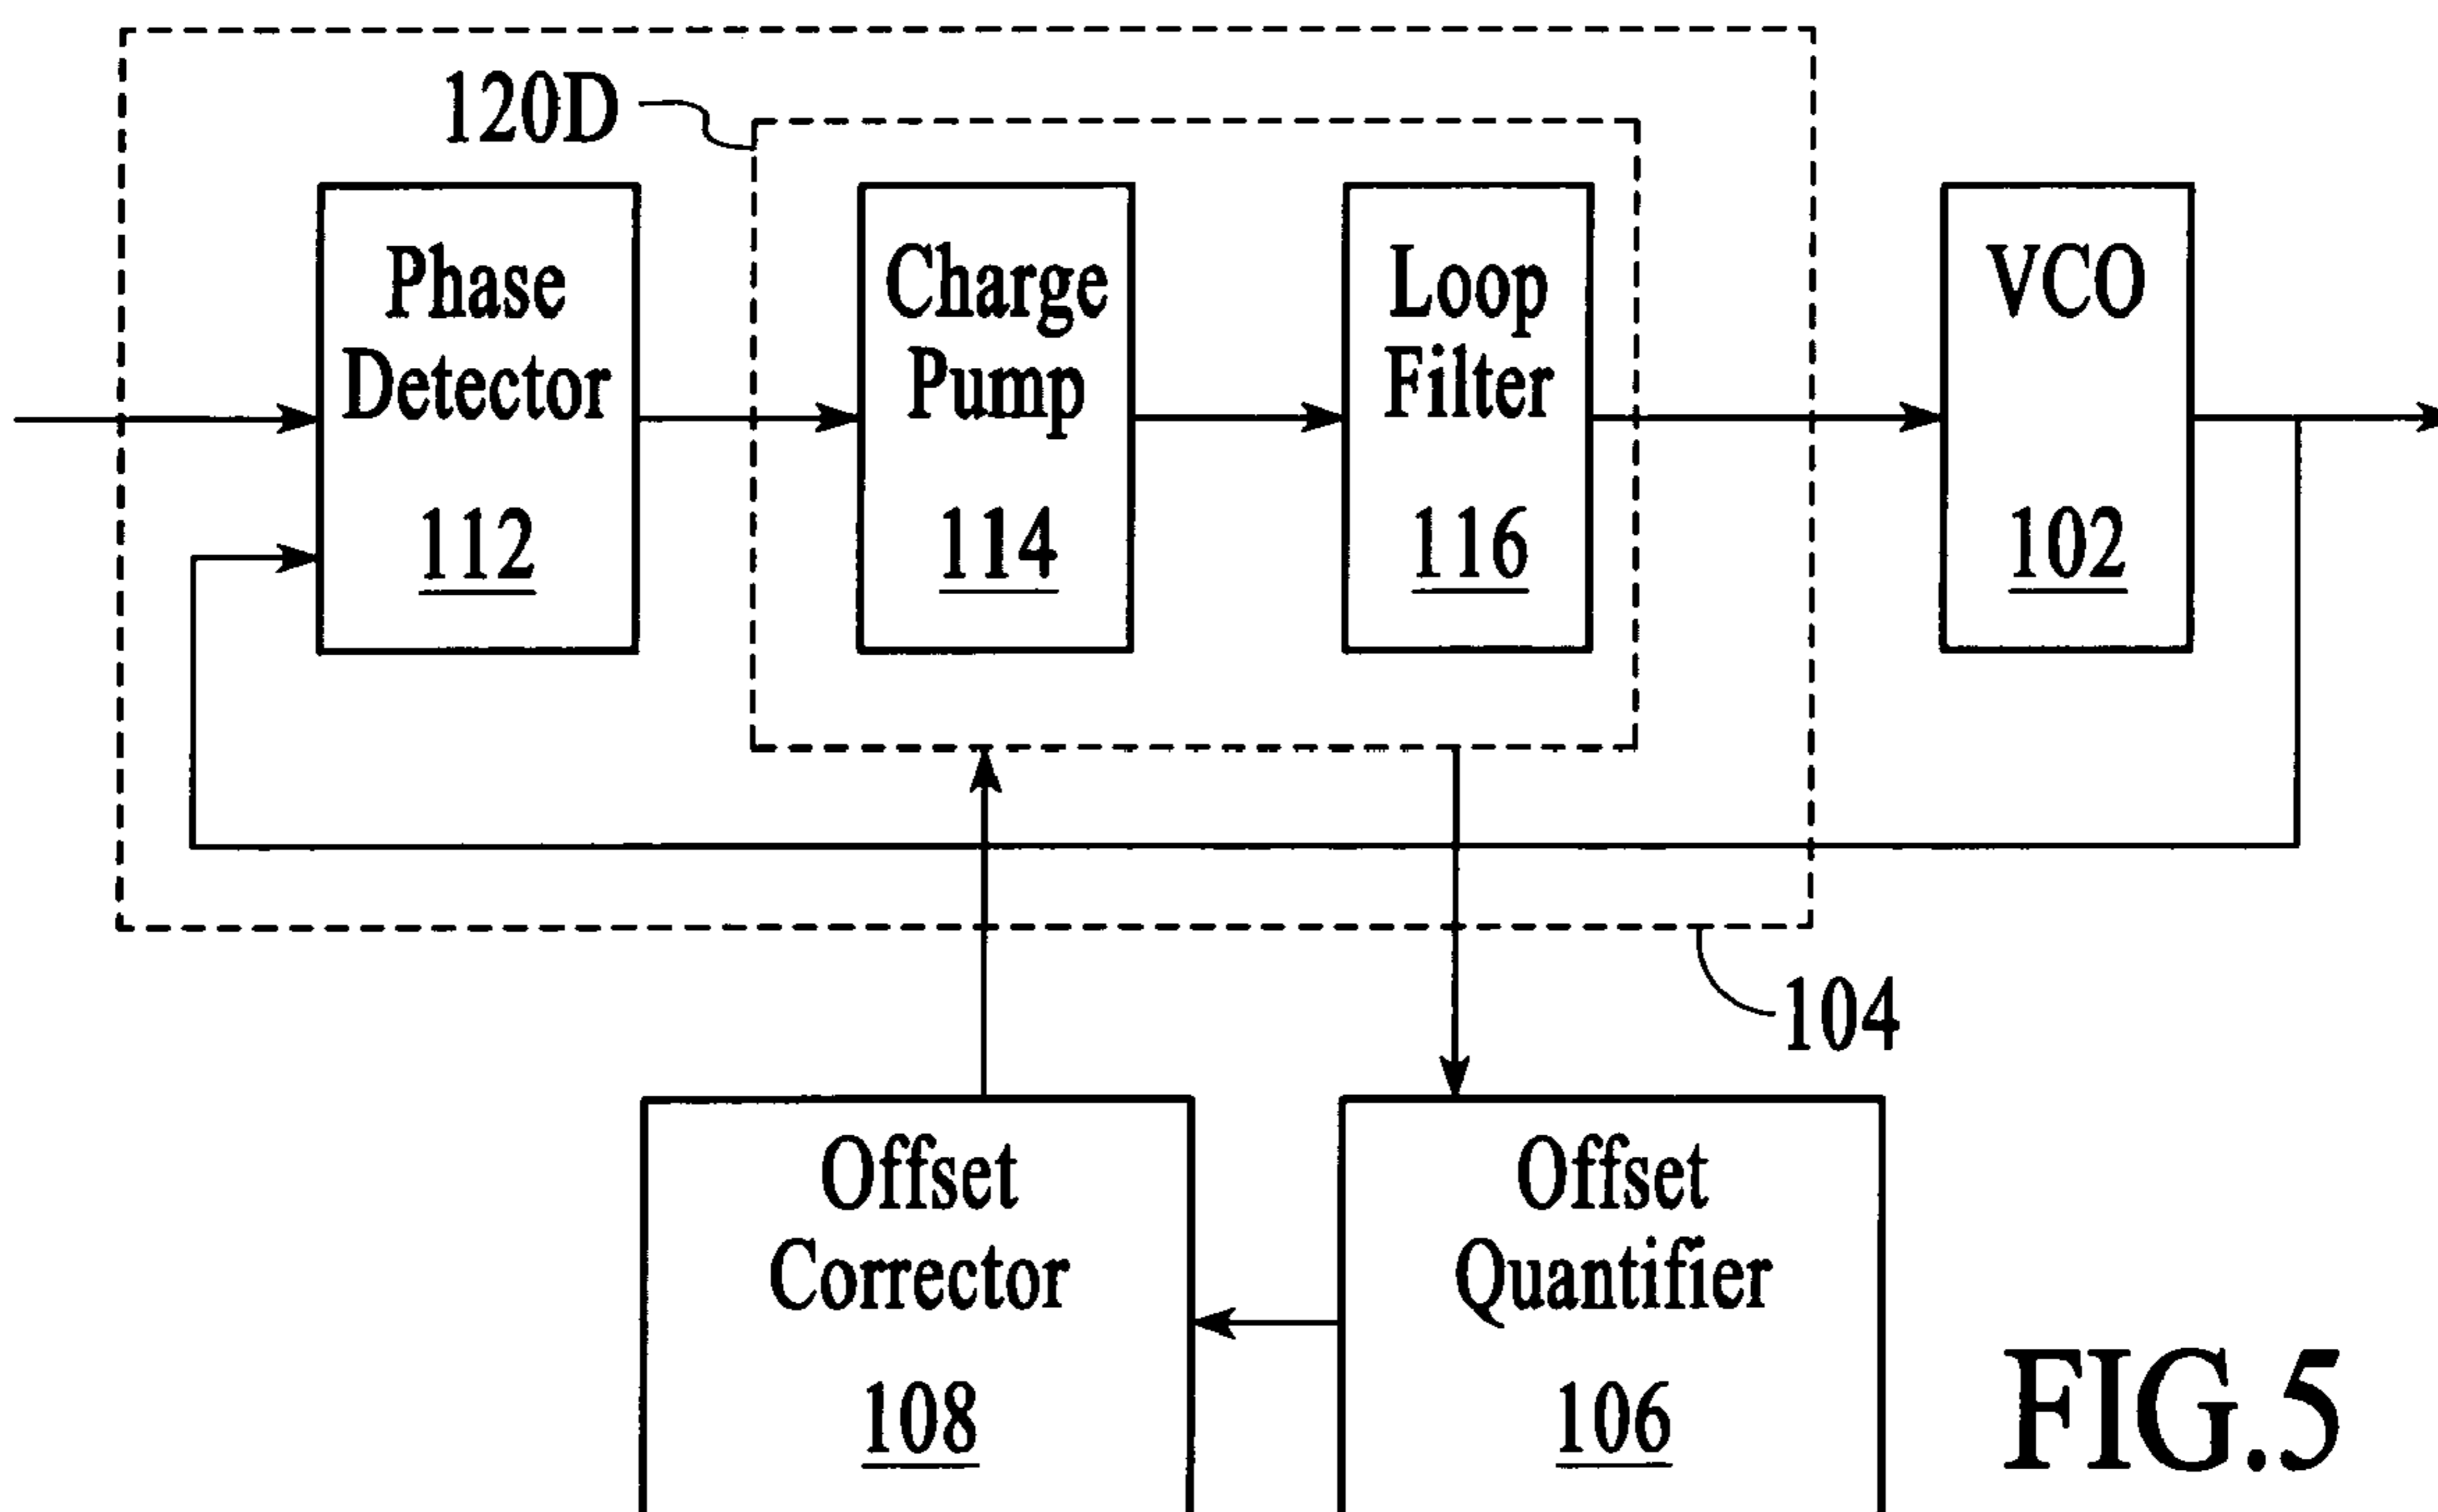 120D
Phase
Detector
112
Charge
Pump
114
Loop
Filter
116
VCO
102
104
Offset
Corrector
108
Offset
Quantifier
106
FIG.5